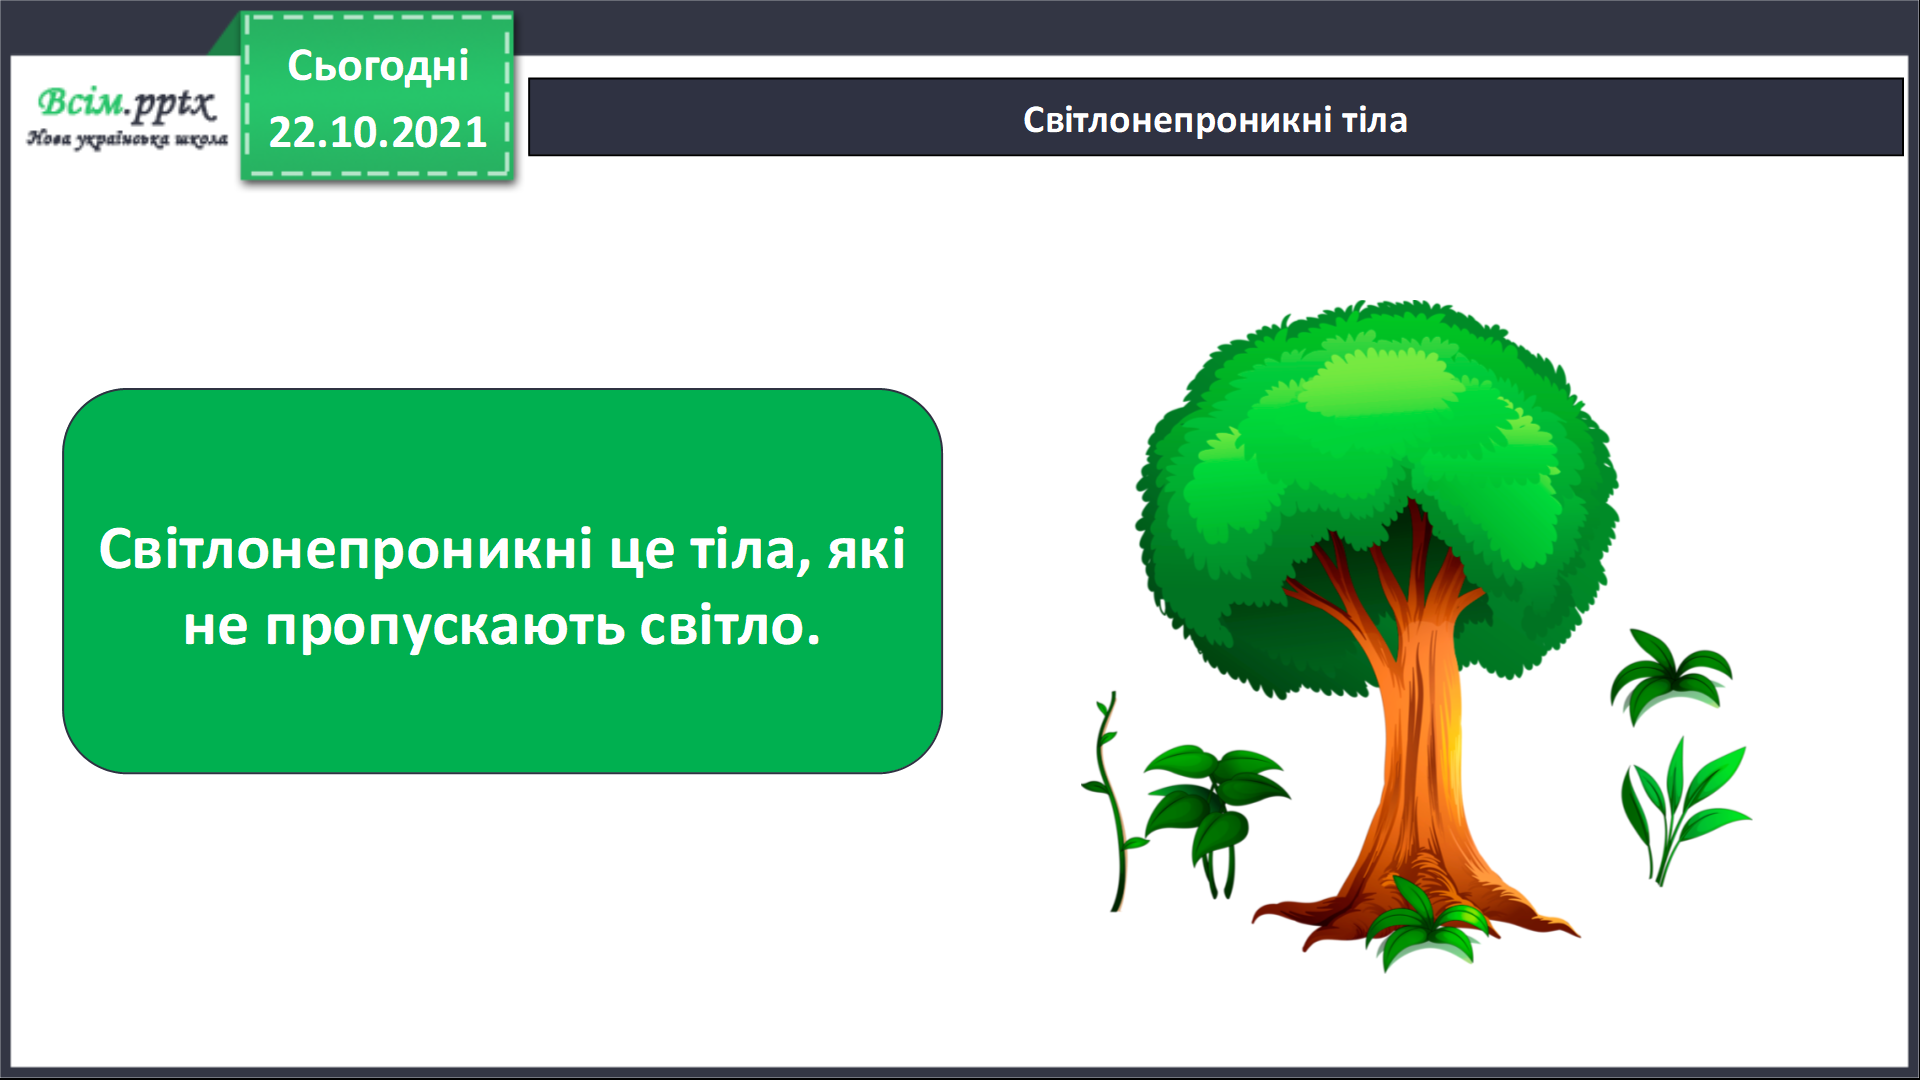 Всім.pptx
Нова українська школа
Сьогодні
22.10.2021
Світлонепроникні тіла
Світлонепроникні це тіла, які
не пропускають світло.